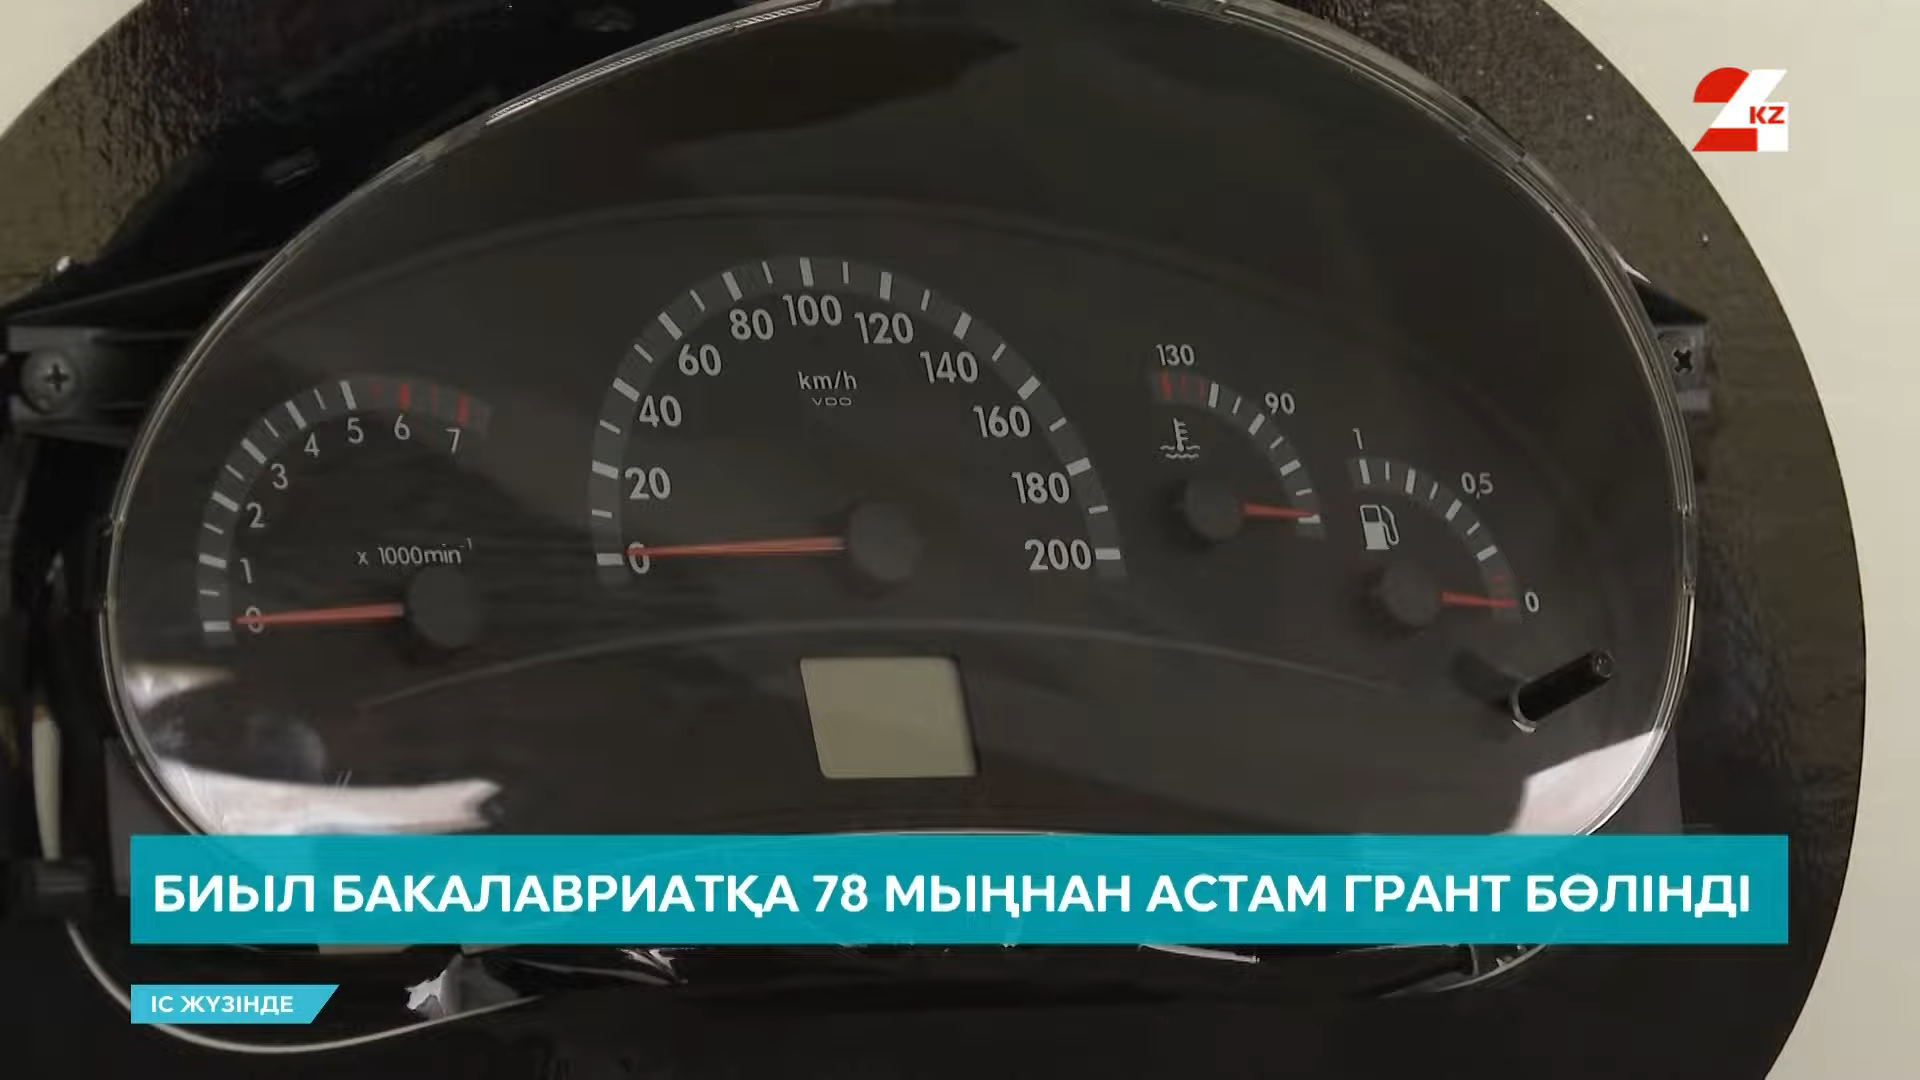 24KZ
80 100 120
60 140
130
40 km/h 160 90
VDO
5 6 7 1
4
3 20 180 0,5
2
x 1000min⁻¹
1 0 200
0 0
БИЫЛ БАКАЛАВРИАТҚА 78 МЫҢНАН АСТАМ ГРАНТ БӨЛІНДІ
ІС ЖҮЗІНДЕ